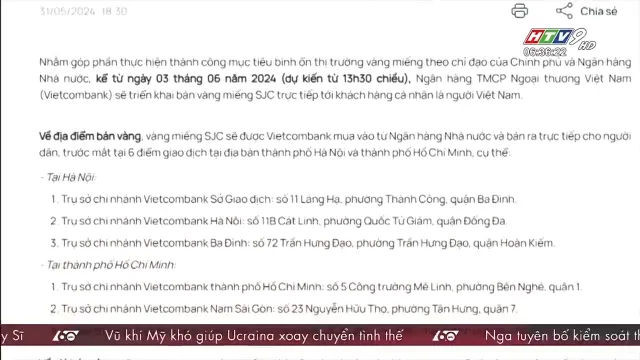 31/05/2024 18:30
Chia sẻ
HTV9 HD
06:36:22
Nhằm góp phần thực hiện thành công mục tiêu bình ổn thị trường vàng miếng theo chỉ đạo của Chính phủ và Ngân hàng
Nhà nước, kể từ ngày 03 tháng 06 năm 2024 (dự kiến từ 13h30 chiều), Ngân hàng TMCP Ngoại thương Việt Nam
(Vietcombank) sẽ triển khai bán vàng miếng SJC trực tiếp tới khách hàng cá nhân là người Việt Nam.
Về địa điểm bán vàng, vàng miếng SJC sẽ được Vietcombank mua vào từ Ngân hàng Nhà nước và bán ra trực tiếp cho người
dân, trước mắt tại 6 điểm giao dịch tại địa bàn thành phố Hà Nội và thành phố Hồ Chí Minh, cụ thể:
- Tại Hà Nội:
1. Trụ sở chi nhánh Vietcombank Sở Giao dịch: số 11 Láng Hạ, phường Thành Công, quận Ba Đình.
2. Trụ sở chi nhánh Vietcombank Hà Nội: số 11B Cát Linh, phường Quốc Tử Giám, quận Đống Đa.
3. Trụ sở chi nhánh Vietcombank Ba Đình: số 72 Trần Hưng Đạo, phường Trần Hưng Đạo, quận Hoàn Kiếm.
- Tại thành phố Hồ Chí Minh:
1. Trụ sở chi nhánh Vietcombank thành phố Hồ Chí Minh: số 5 Công trường Mê Linh, phường Bến Nghé, quận 1.
2. Trụ sở chi nhánh Vietcombank Nam Sài Gòn: số 23 Nguyễn Hữu Thọ, phường Tân Hưng, quận 7.
y Sĩ 60 Vũ khí Mỹ khó giúp Ucraina xoay chuyển tình thế 60 Nga tuyên bố kiểm soát t